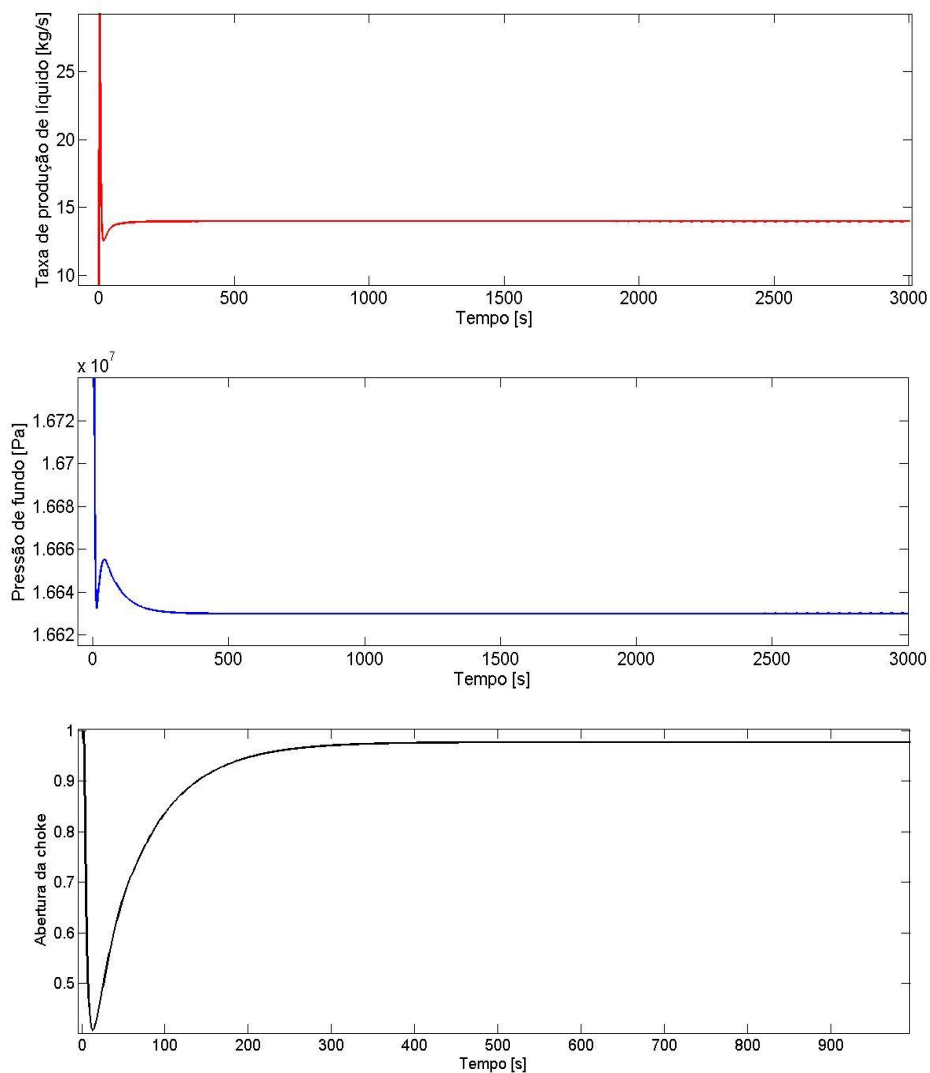 Taxa de produção de líquido [kg/s]
25
20
15
10
0 500 1000 1500 2000 2500 3000
Tempo [s]
x 10^7
Pressão de fundo [Pa]
1.672
1.67
1.668
1.666
1.664
1.662
0 500 1000 1500 2000 2500 3000
Tempo [s]
Abertura da choke
1
0.9
0.8
0.7
0.6
0.5
0 100 200 300 400 500 600 700 800 900
Tempo [s]